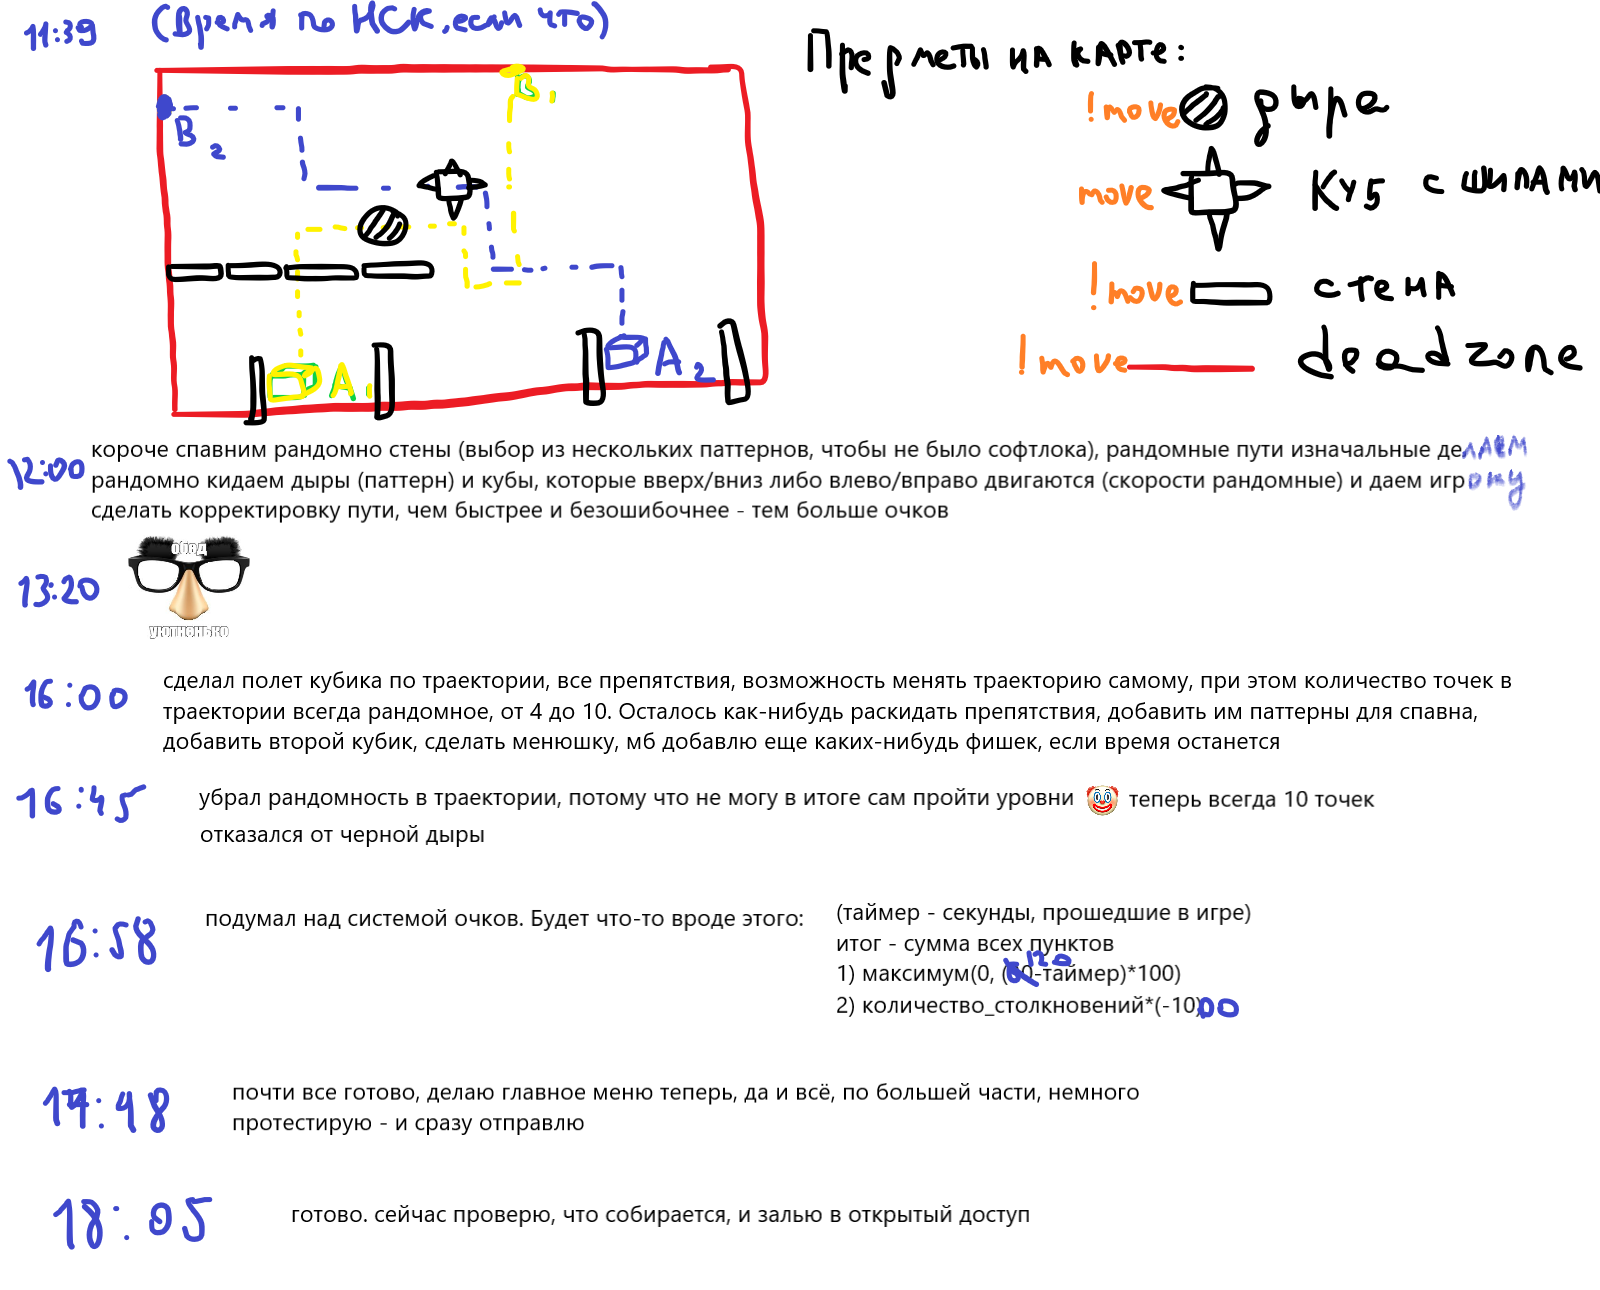 11:39 (Время по НСК, если что)
Предметы на карте:
B₂
B₁
A₁
A₂
!move дыра
move Куб с шипами
!move стена
!move deadzone
12:00 короче спавним рандомно стены (выбор из нескольких паттернов, чтобы не было софтлока), рандомные пути изначальные делаем
рандомно кидаем дыры (паттерн) и кубы, которые вверх/вниз либо влево/вправо двигаются (скорости рандомные) и даем игроку
сделать корректировку пути, чем быстрее и безошибочнее - тем больше очков
13:20
обед
уютненько
16:00 сделал полет кубика по траектории, все препятствия, возможность менять траекторию самому, при этом количество точек в
траектории всегда рандомное, от 4 до 10. Осталось как-нибудь раскидать препятствия, добавить им паттерны для спавна,
добавить второй кубик, сделать менюшку, мб добавлю еще каких-нибудь фишек, если время останется
16:45 убрал рандомность в траектории, потому что не могу в итоге сам пройти уровни 🤡 теперь всегда 10 точек
отказался от черной дыры
16:58 подумал над системой очков. Будет что-то вроде этого:
(таймер - секунды, прошедшие в игре)
итог - сумма всех пунктов
1) максимум(0, (120-таймер)*100)
2) количество_столкновений*(-1000
17:48 почти все готово, делаю главное меню теперь, да и всё, по большей части, немного
протестирую - и сразу отправлю
18:05 готово. сейчас проверю, что собирается, и залью в открытый доступ